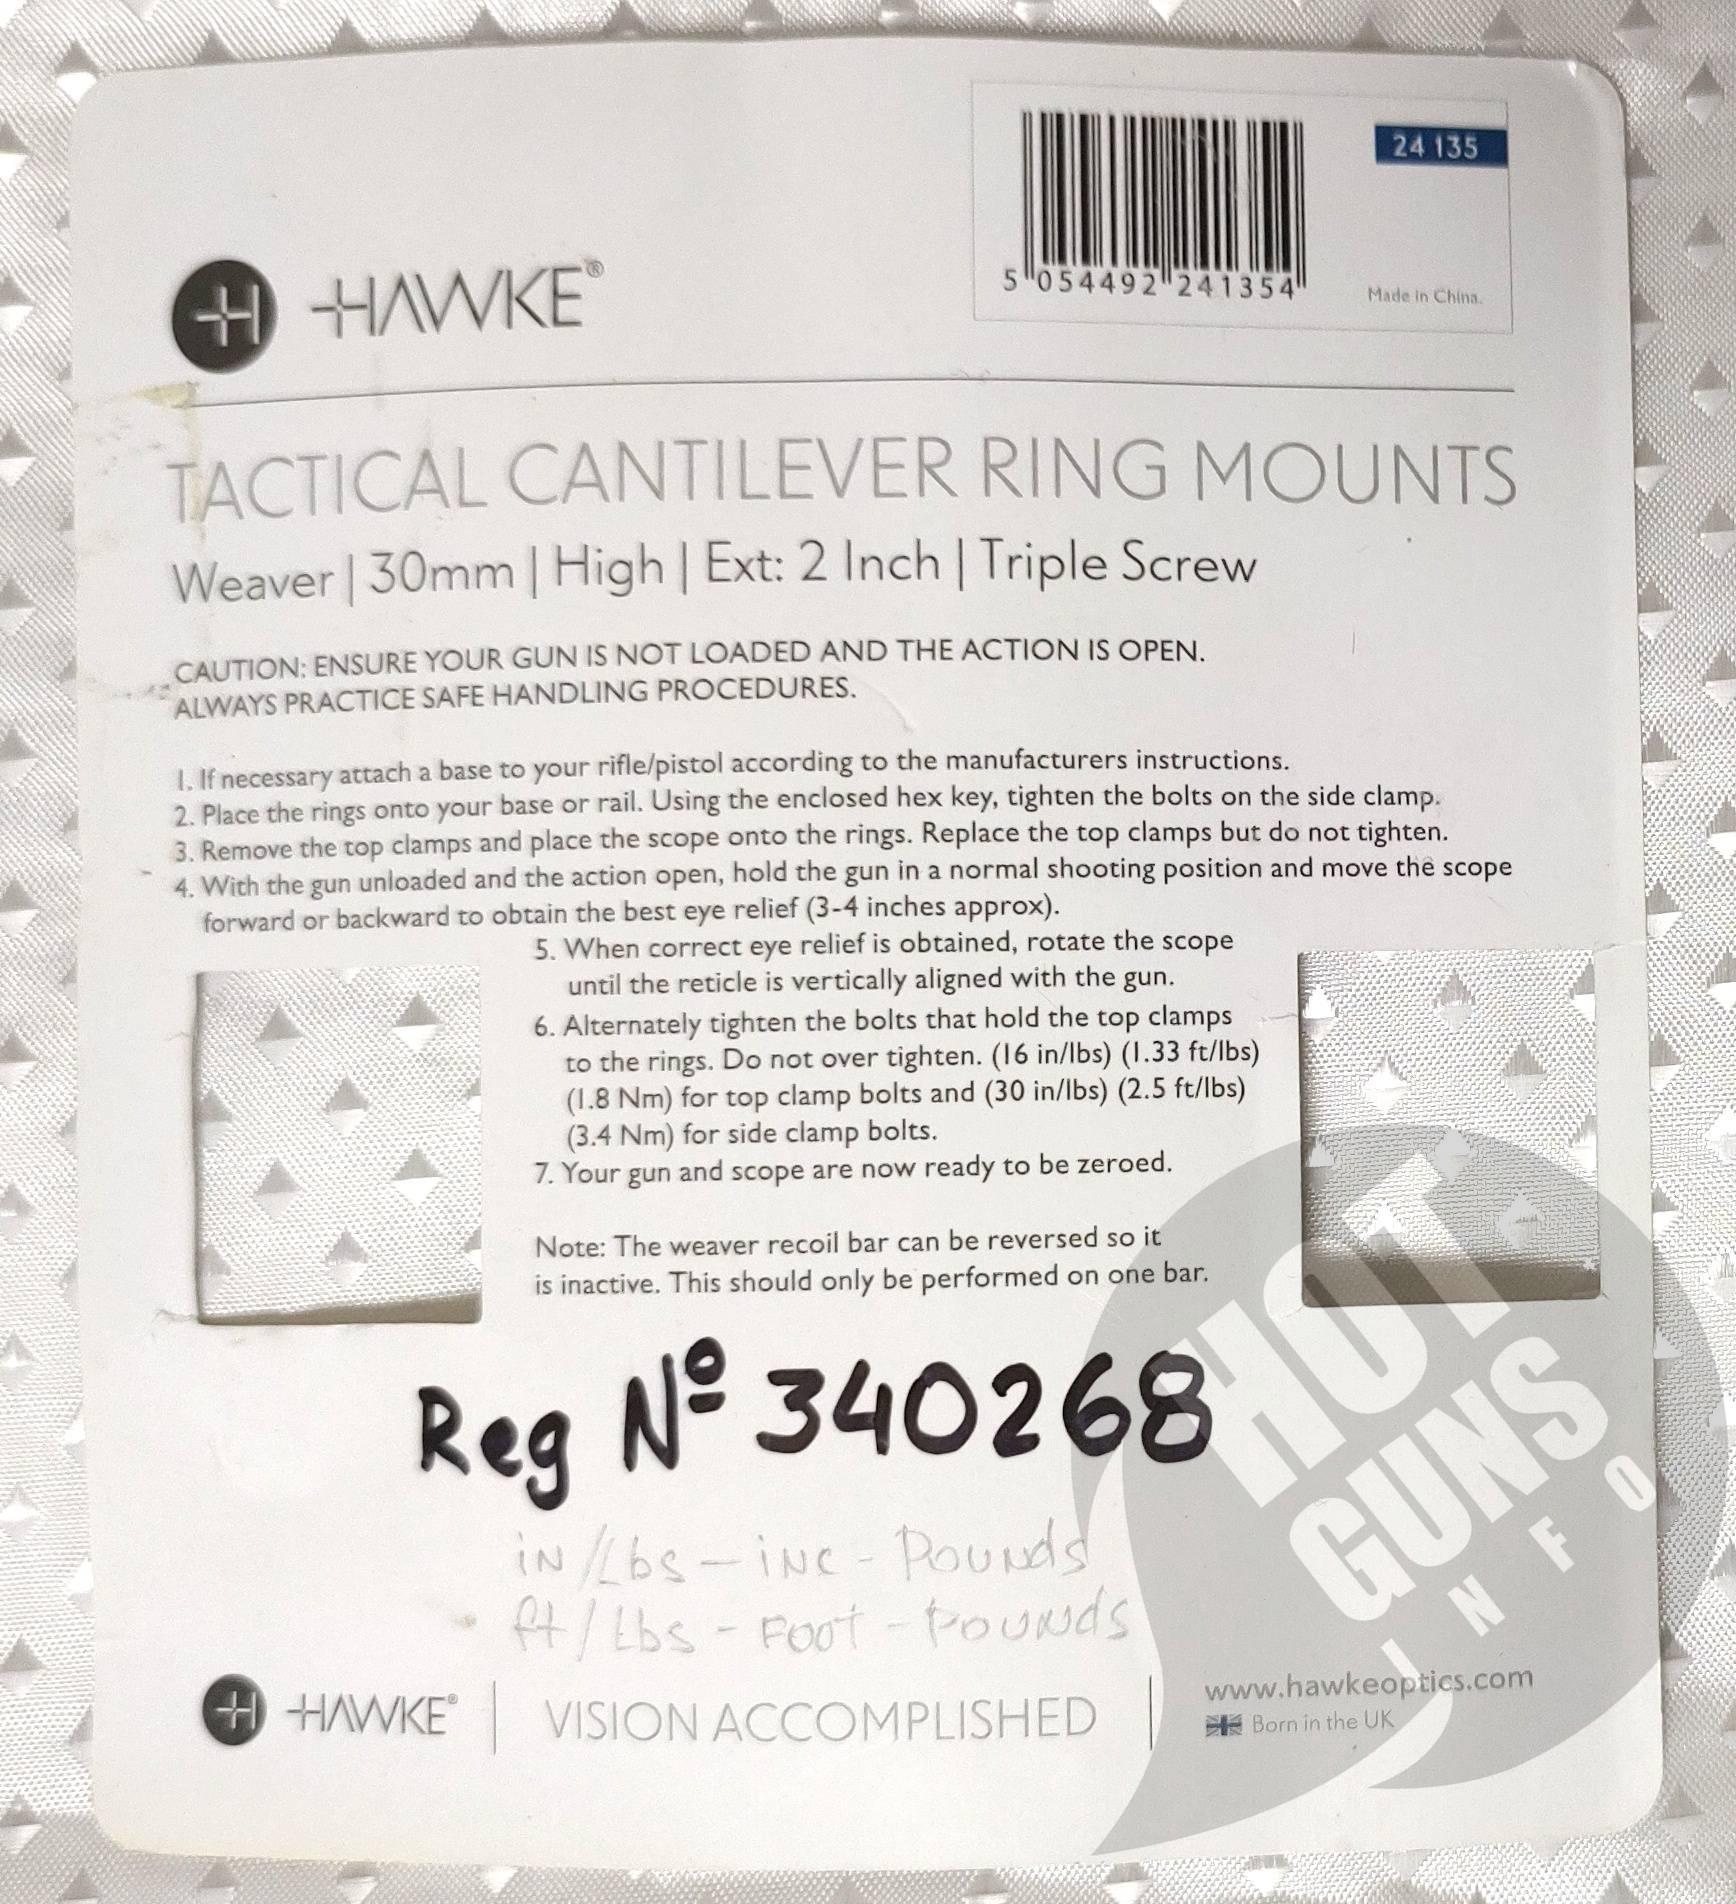 24 135
5 054492 241354
Made in China.
HAWKE®
TACTICAL CANTILEVER RING MOUNTS
Weaver | 30mm | High | Ext: 2 Inch | Triple Screw
CAUTION: ENSURE YOUR GUN IS NOT LOADED AND THE ACTION IS OPEN.
ALWAYS PRACTICE SAFE HANDLING PROCEDURES.
1. If necessary attach a base to your rifle/pistol according to the manufacturers instructions.
2. Place the rings onto your base or rail. Using the enclosed hex key, tighten the bolts on the side clamp.
3. Remove the top clamps and place the scope onto the rings. Replace the top clamps but do not tighten.
4. With the gun unloaded and the action open, hold the gun in a normal shooting position and move the scope
forward or backward to obtain the best eye relief (3-4 inches approx).
5. When correct eye relief is obtained, rotate the scope
until the reticle is vertically aligned with the gun.
6. Alternately tighten the bolts that hold the top clamps
to the rings. Do not over tighten. (16 in/lbs) (1.33 ft/lbs)
(1.8 Nm) for top clamp bolts and (30 in/lbs) (2.5 ft/lbs)
(3.4 Nm) for side clamp bolts.
7. Your gun and scope are now ready to be zeroed.
Note: The weaver recoil bar can be reversed so it
is inactive. This should only be performed on one bar.
Reg Nº 340268
iN/Lbs - iNC - POUNds
ft/Lbs - FOOT - POUNds
HAWKE®
VISION ACCOMPLISHED
www.hawkeoptics.com
Born in the UK
HOT
GUNS
INFO